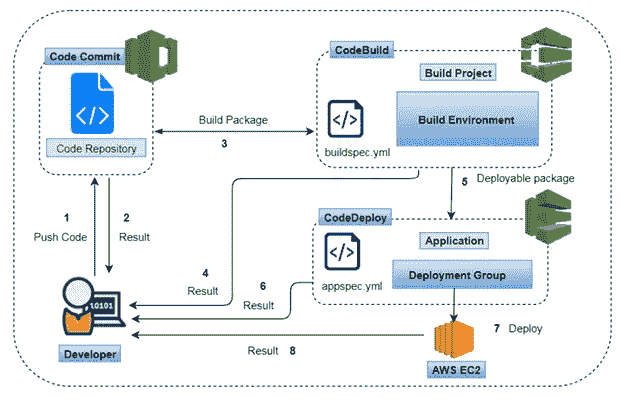 Code Commit
Code Repository
CodeBuild
Build Project
Build Environment
buildspec.yml
Build Package
3
1
Push Code
2
Result
5
Deployable package
CodeDeploy
Application
Deployment Group
appspec.yml
4
Result
6
Result
10101
Developer
7 Deploy
Result 8
AWS EC2